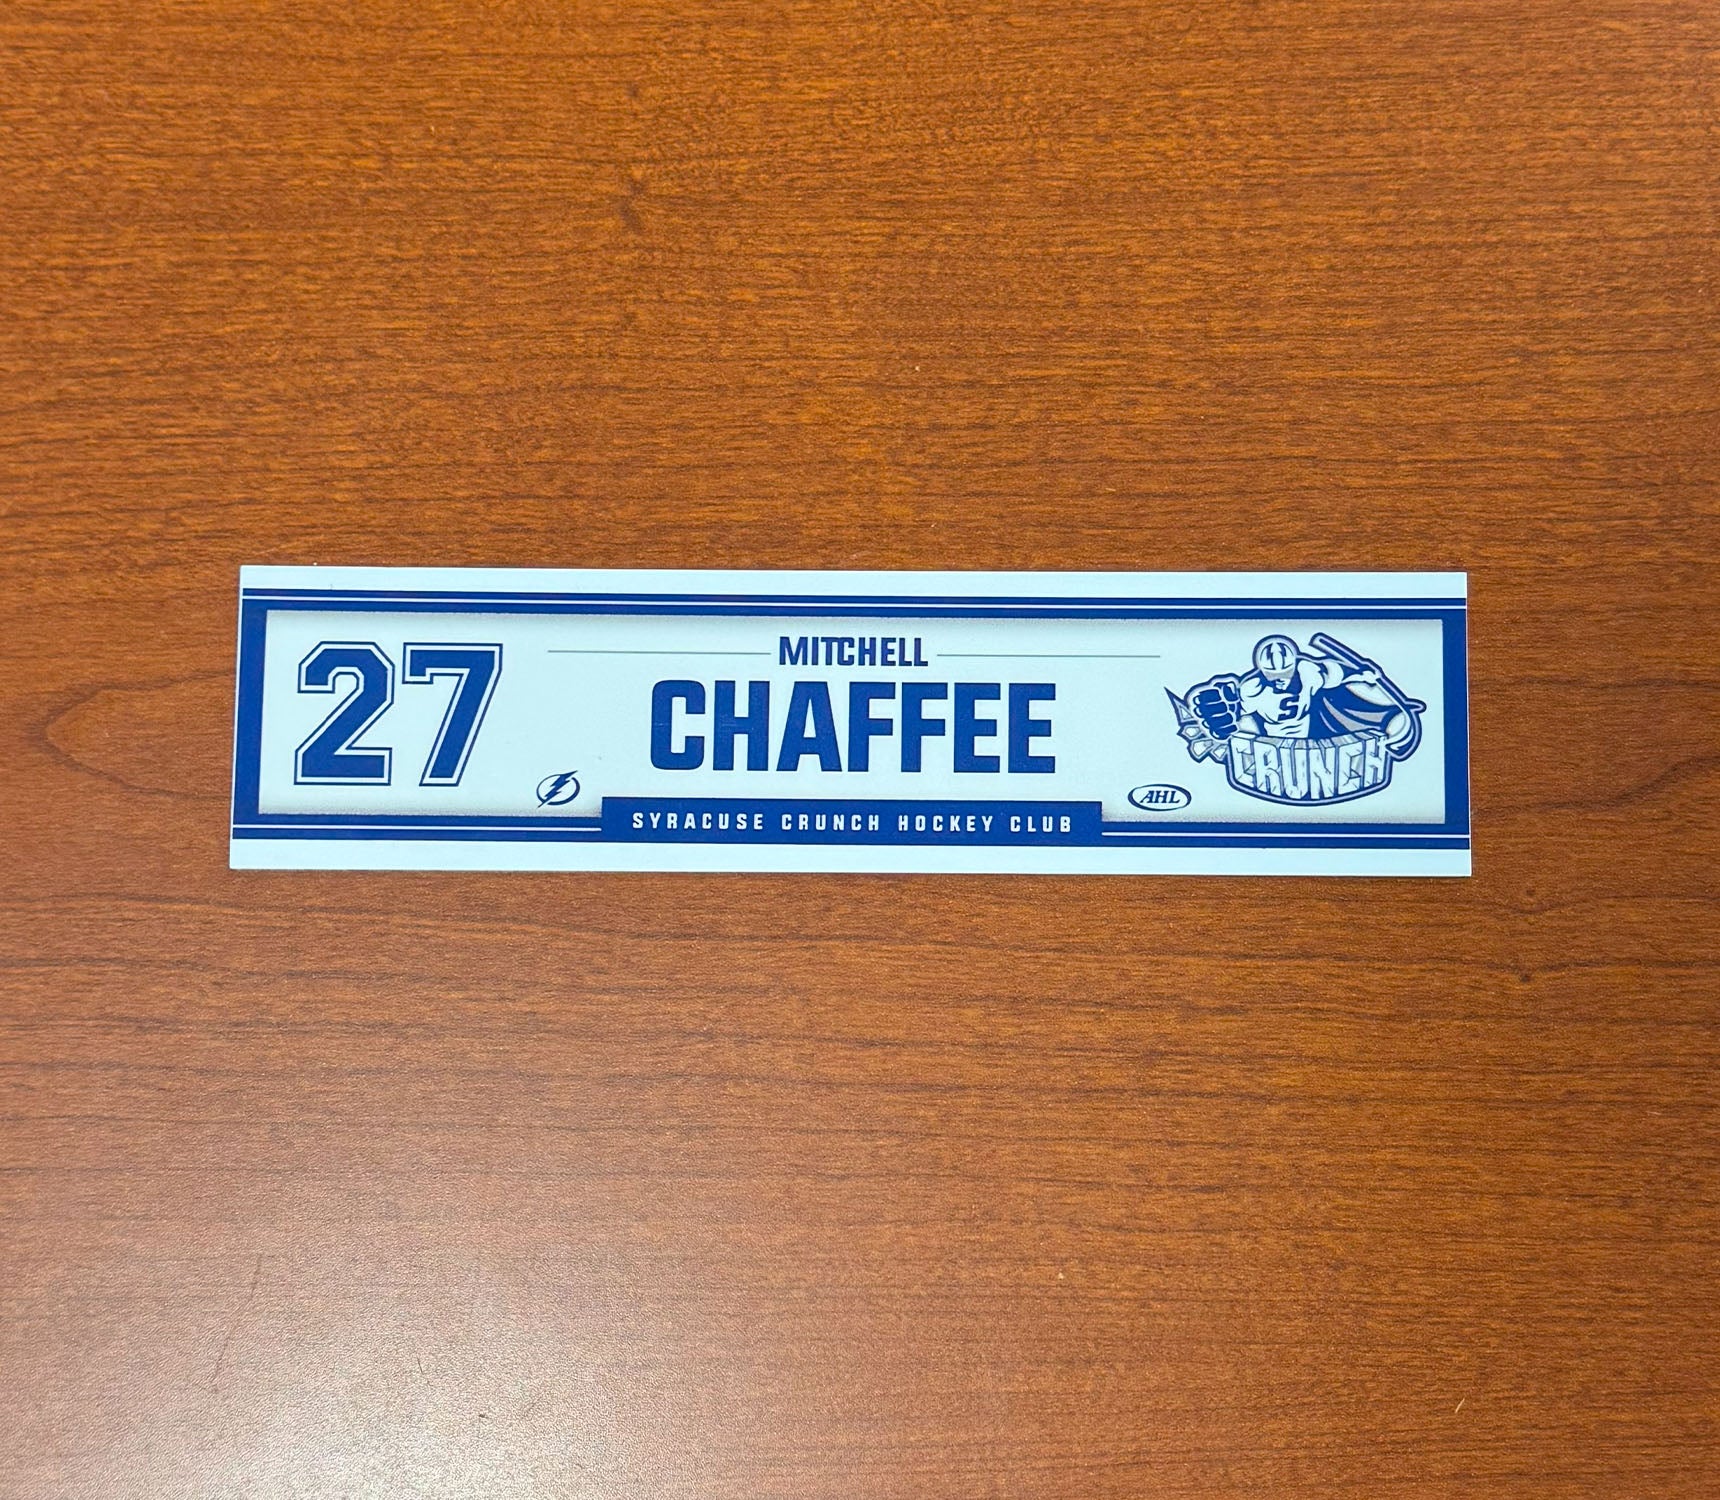 27
MITCHELL
CHAFFEE
SYRACUSE CRUNCH HOCKEY CLUB
AHL
S
CRUNCH